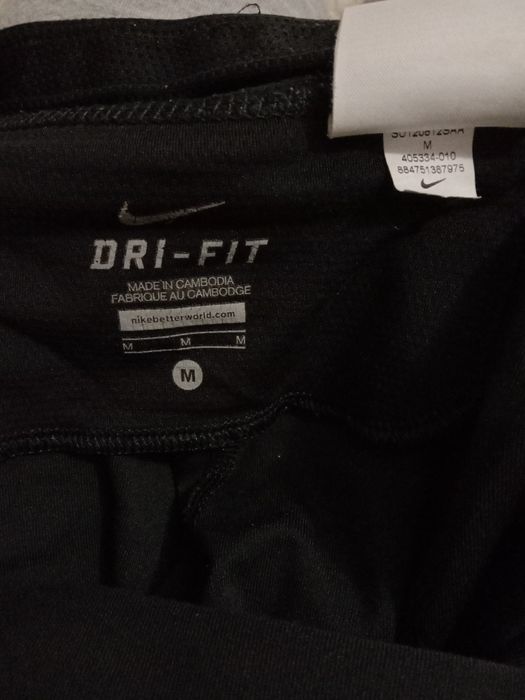 M
405334-010
884751387975
DRI-FIT
MADE IN CAMBODIA
FABRIQUE AU CAMBODGE
nikebetterworld.com
M M M
M